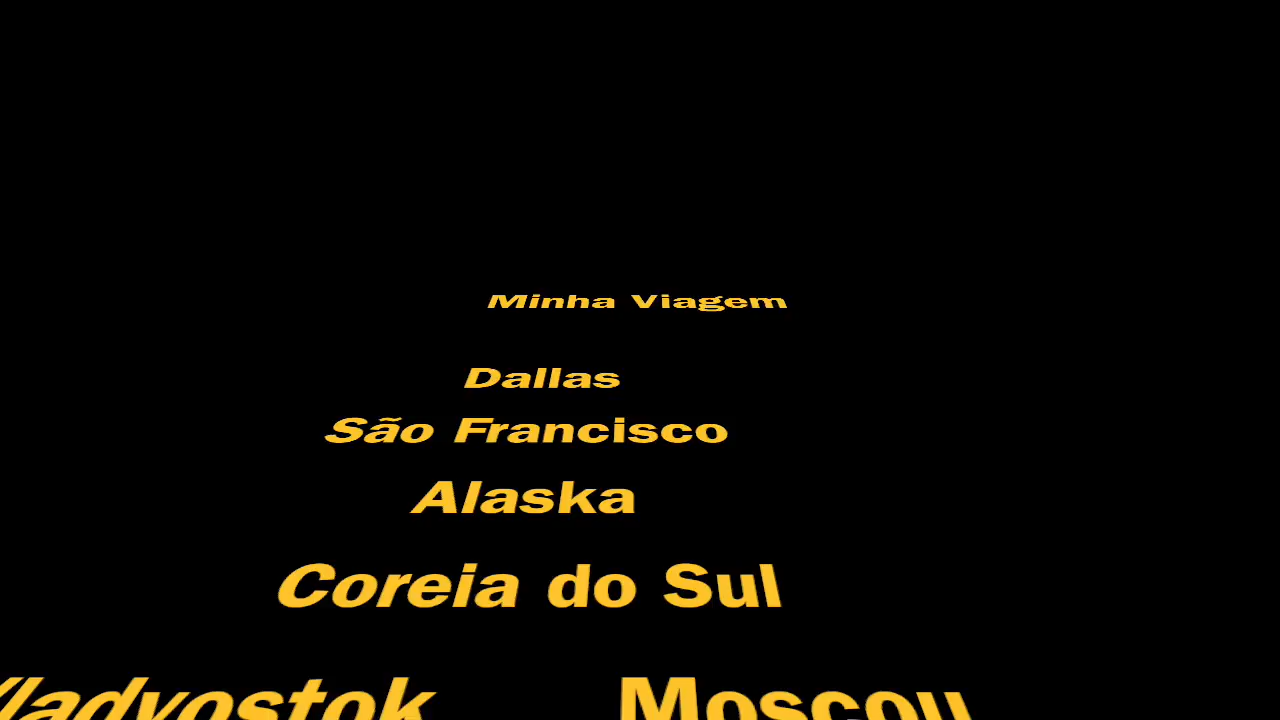 Minha Viagem
Dallas
São Francisco
Alaska
Coreia do Sul
Vladvostok Moscou